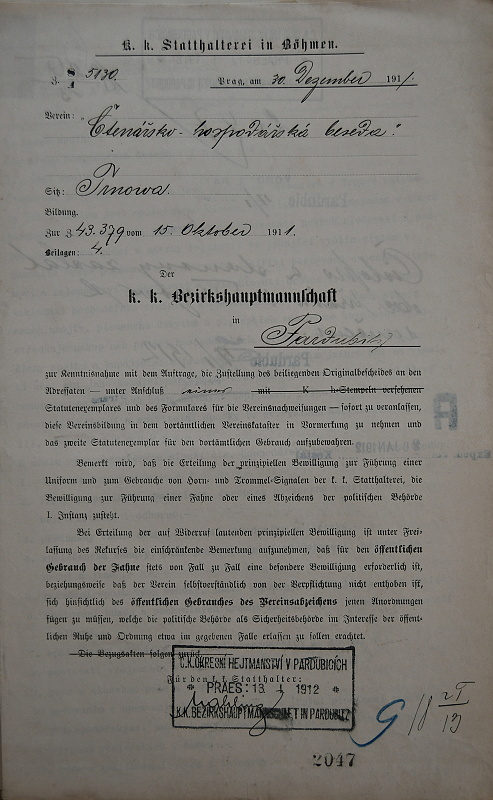 K. k. Statthalterei in Böhmen.
Z. 8 5130. Prag, am 30. Dezember 1911.
Verein: „Čtenářsko-hospodářská beseda“
Sitz: Trnowa.
Bildung.
Zur Z 43.379 vom 15. Oktober 1911.
Beilagen: 4.
Der
k. k. Bezirkshauptmannschaft
in
Pardubitz
zur Kenntnisnahme mit dem Auftrage, die Zustellung des beiliegenden Originalbescheides an den
Adressaten — unter Anschluß eines mit K k-Stempeln versehenen
Statutenexemplares und des Formulares für die Vereinsnachweisungen — sofort zu veranlassen,
diese Vereinsbildung in dem dortämtlichen Vereinskataster in Vormerkung zu nehmen und
das zweite Statutenexemplar für den dortämtlichen Gebrauch aufzubewahren.
Bemerkt wird, daß die Erteilung der prinzipiellen Bewilligung zur Führung einer
Uniform und zum Gebrauche von Horn- und Trommel-Signalen der k. k. Statthalterei, die
Bewilligung zur Führung einer Fahne oder eines Abzeichens der politischen Behörde
I. Instanz zusteht.
Bei Erteilung der auf Widerruf lautenden prinzipiellen Bewilligung ist unter Frei-
lassung des Rekurses die einschränkende Bemerkung aufzunehmen, daß für den öffentlichen
Gebrauch der Fahne stets von Fall zu Fall eine besondere Bewilligung erforderlich ist,
beziehungsweise daß der Verein selbstverständlich von der Verpflichtung nicht enthoben ist,
sich hinsichtlich des öffentlichen Gebrauches des Vereinsabzeichens jenen Anordnungen
fügen zu müssen, welche die politische Behörde als Sicherheitsbehörde im Interesse der öffent-
lichen Ruhe und Ordnung etwa im gegebenen Falle erlassen zu sollen erachtet.
Die Bezugsakten folgen zurück.
Für den k. k. Statthalter:
C.K. OKRESNÍ HEJTMANSTVÍ V PARDUBICÍCH
PRAES: 13 I 1912
K.K. BEZIRKSHAUPTMANNSCHAFT IN PARDUBITZ
2047